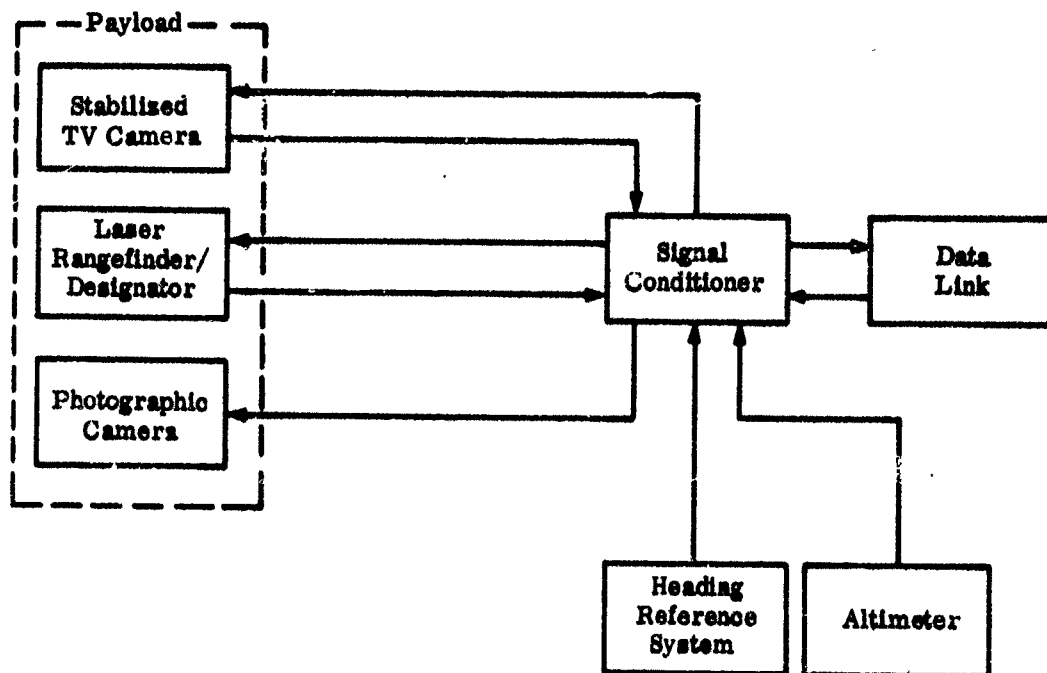 Payload
Stabilized
TV Camera
Laser
Rangefinder/
Designator
Photographic
Camera
Signal
Conditioner
Data
Link
Heading
Reference
System
Altimeter